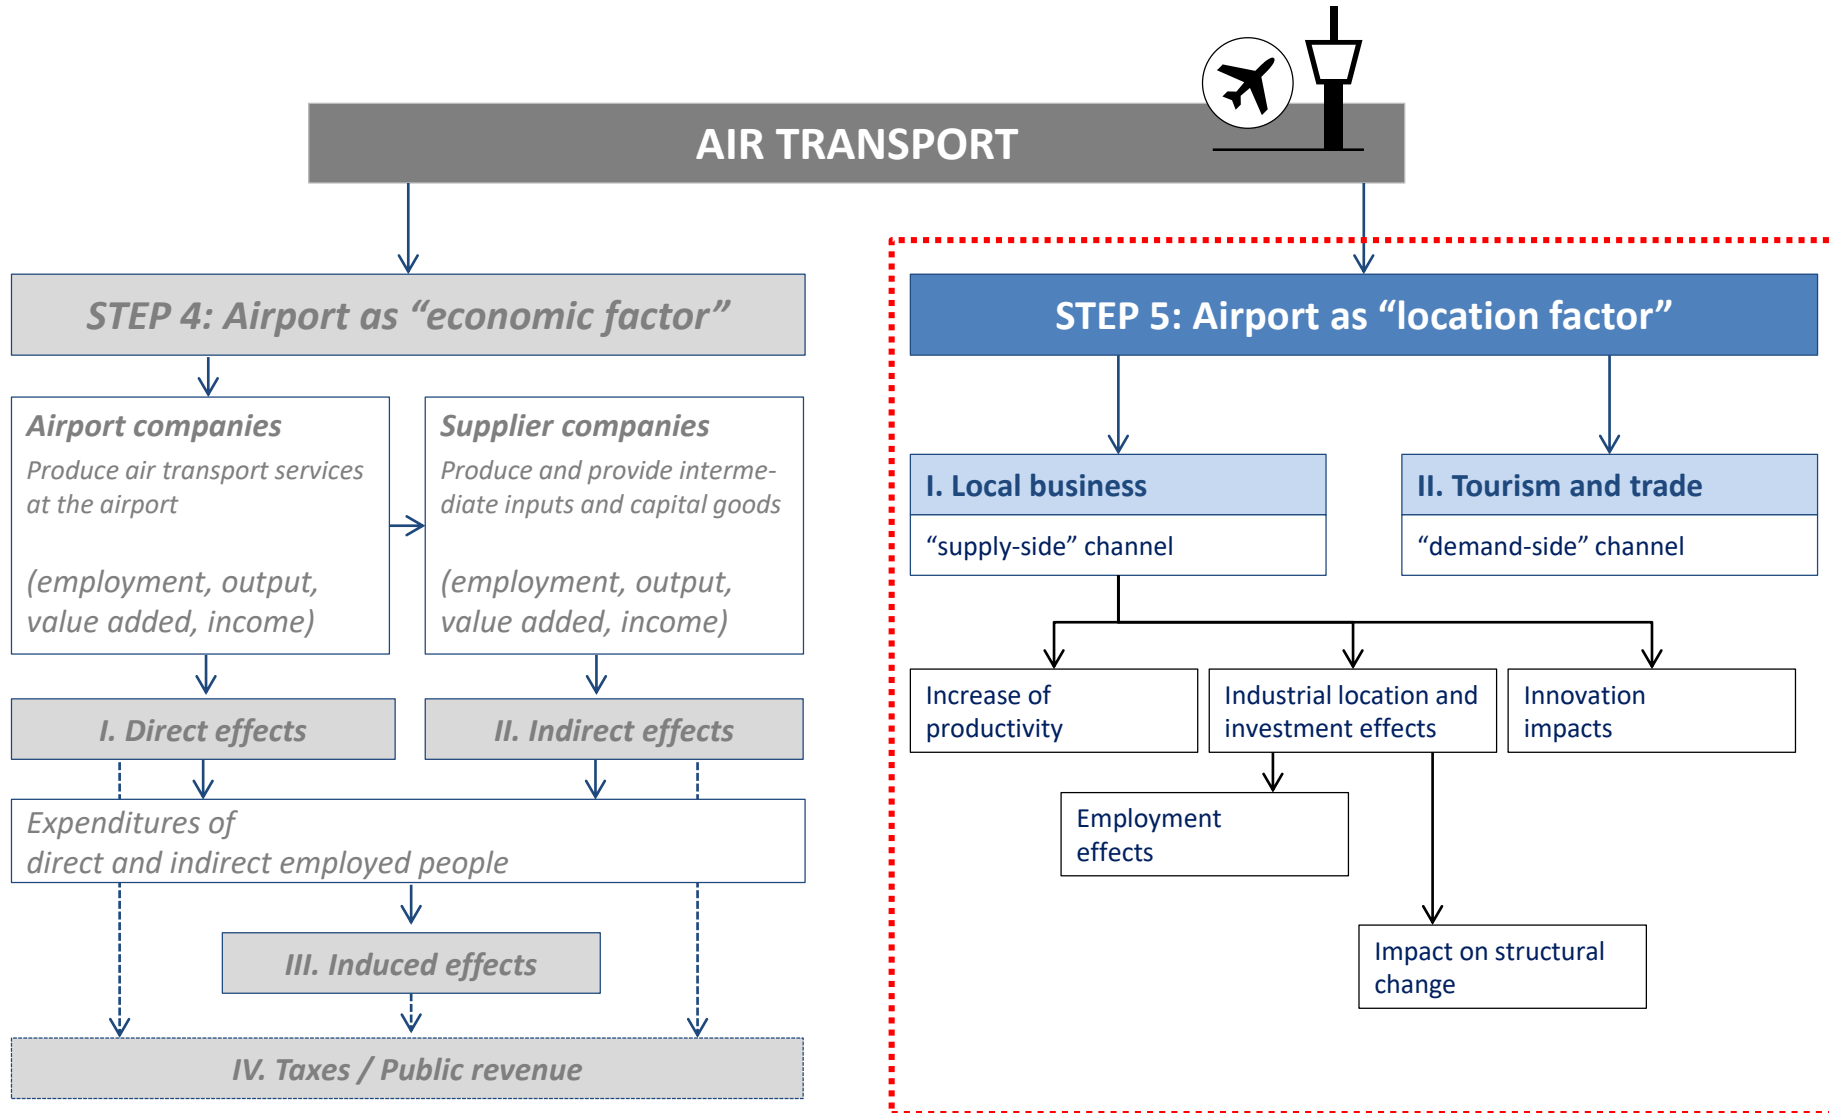 AIR TRANSPORT
STEP 4: Airport as “economic factor”
Airport companies
Produce air transport services
at the airport
(employment, output,
value added, income)
Supplier companies
Produce and provide interme-
diate inputs and capital goods
(employment, output,
value added, income)
I. Direct effects
II. Indirect effects
Expenditures of
direct and indirect employed people
III. Induced effects
IV. Taxes / Public revenue
STEP 5: Airport as “location factor”
I. Local business
“supply-side” channel
II. Tourism and trade
“demand-side” channel
Increase of
productivity
Industrial location and
investment effects
Innovation
impacts
Employment
effects
Impact on structural
change